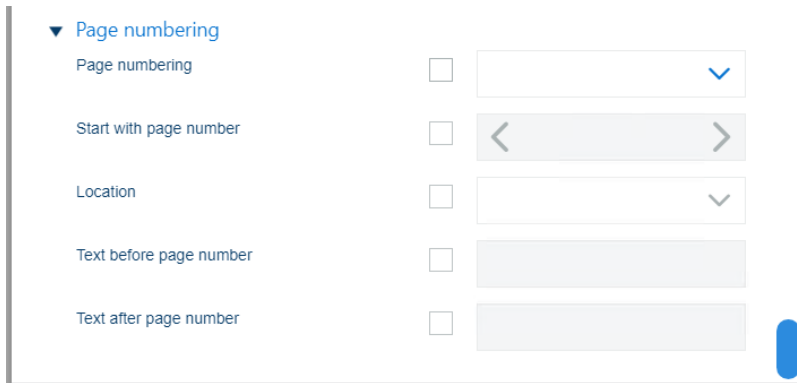 Page numbering
Page numbering
Start with page number
Location
Text before page number
Text after page number